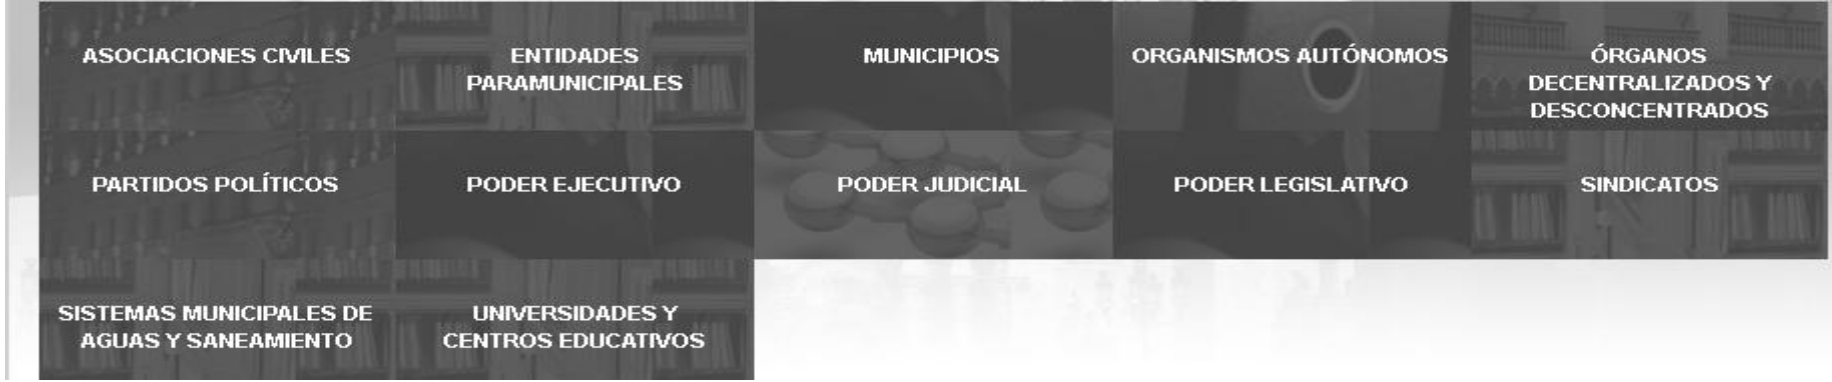 ASOCIACIONES CIVILES
ENTIDADES
PARAMUNICIPALES
MUNICIPIOS
ORGANISMOS AUTÓNOMOS
ÓRGANOS
DECENTRALIZADOS Y
DESCONCENTRADOS
PARTIDOS POLÍTICOS
PODER EJECUTIVO
PODER JUDICIAL
PODER LEGISLATIVO
SINDICATOS
SISTEMAS MUNICIPALES DE
AGUAS Y SANEAMIENTO
UNIVERSIDADES Y
CENTROS EDUCATIVOS